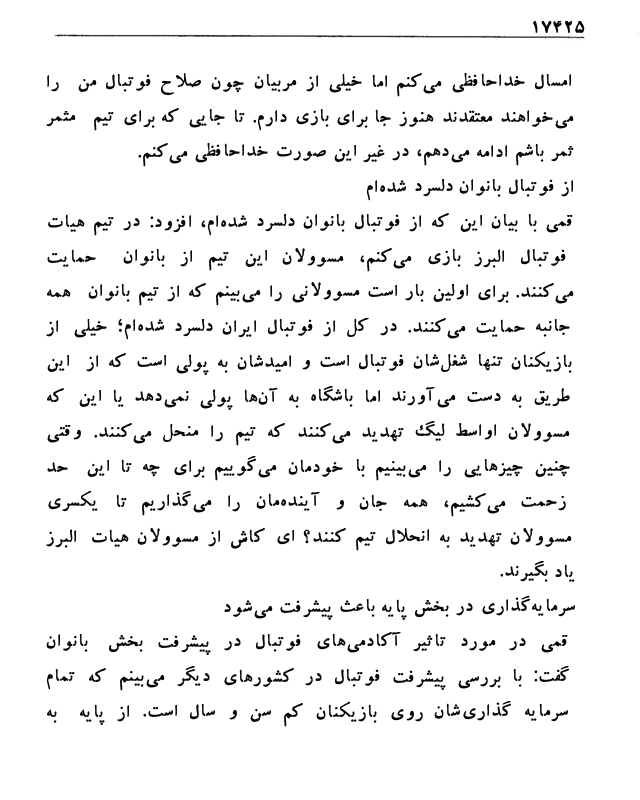 ۱۷۴۲۵
امسال خداحافظی می‌کنم اما خیلی از مربیان چون صلاح فوتبال من را
می‌خواهند معتقدند هنوز جا برای بازی دارم. تا جایی که برای تیم مثمر
ثمر باشم ادامه می‌دهم، در غیر این صورت خداحافظی می‌کنم.
از فوتبال بانوان دلسرد شده‌ام
قمی با بیان این که از فوتبال بانوان دلسرد شده‌ام، افزود: در تیم هیات
فوتبال البرز بازی می‌کنم، مسوولان این تیم از بانوان حمایت
می‌کنند. برای اولین بار است مسوولانی را می‌بینم که از تیم بانوان همه
جانبه حمایت می‌کنند. در کل از فوتبال ایران دلسرد شده‌ام؛ خیلی از
بازیکنان تنها شغل‌شان فوتبال است و امیدشان به پولی است که از این
طریق به دست می‌آورند اما باشگاه به آن‌ها پولی نمی‌دهد یا این که
مسوولان اواسط لیگ تهدید می‌کنند که تیم را منحل می‌کنند. وقتی
چنین چیزهایی را می‌بینیم با خودمان می‌گوییم برای چه تا این حد
زحمت می‌کشیم، همه جان و آینده‌مان را می‌گذاریم تا یکسری
مسوولان تهدید به انحلال تیم کنند؟ ای کاش از مسوولان هیات البرز
یاد بگیرند.
سرمایه‌گذاری در بخش پایه باعث پیشرفت می‌شود
قمی در مورد تاثیر آکادمی‌های فوتبال در پیشرفت بخش بانوان
گفت: با بررسی پیشرفت فوتبال در کشورهای دیگر می‌بینم که تمام
سرمایه گذاری‌شان روی بازیکنان کم سن و سال است. از پایه به